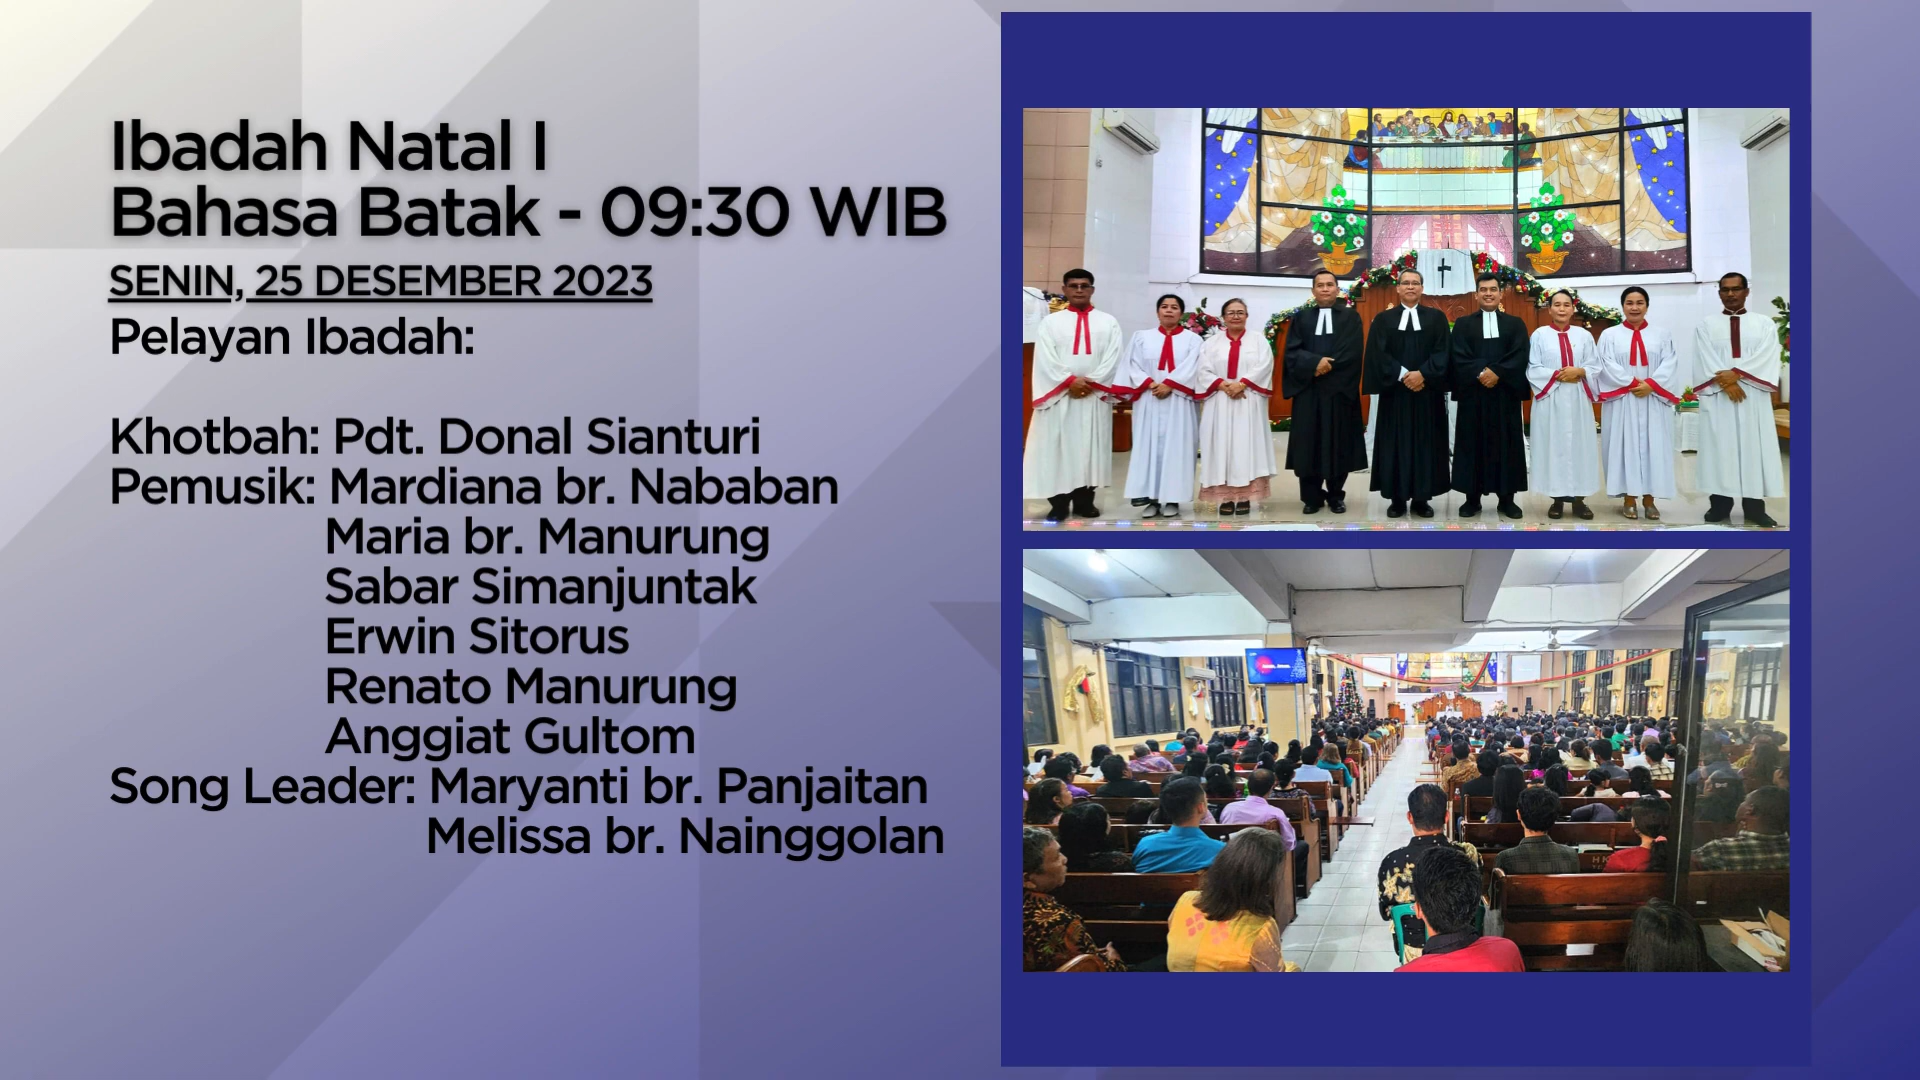 Ibadah Natal I
Bahasa Batak - 09:30 WIB
SENIN, 25 DESEMBER 2023
Pelayan Ibadah:
Khotbah: Pdt. Donal Sianturi
Pemusik: Mardiana br. Nababan
Maria br. Manurung
Sabar Simanjuntak
Erwin Sitorus
Renato Manurung
Anggiat Gultom
Song Leader: Maryanti br. Panjaitan
Melissa br. Nainggolan